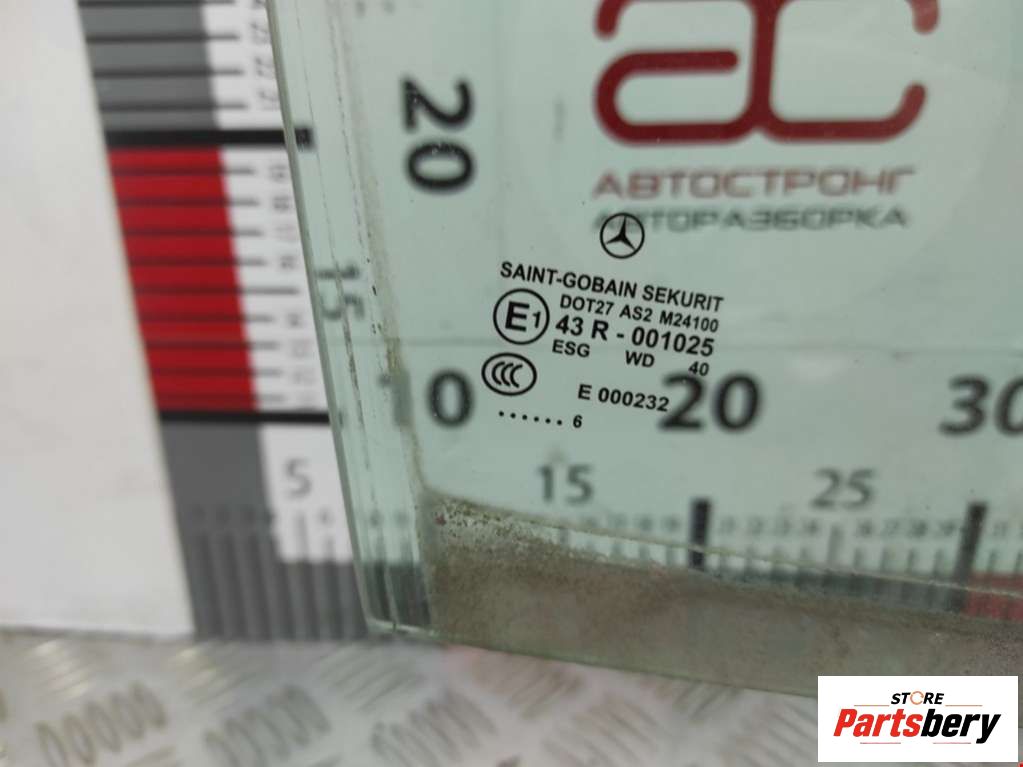 20
АВТОСТРОНГ
АВТОРАЗБОРКА
SAINT-GOBAIN SEKURIT
DOT27 AS2 M24100
E1 43 R - 001025
ESG WD 40
CCC
E 000232
...... 6
15
0 20 30
5 15 25
STORE
Partsbery